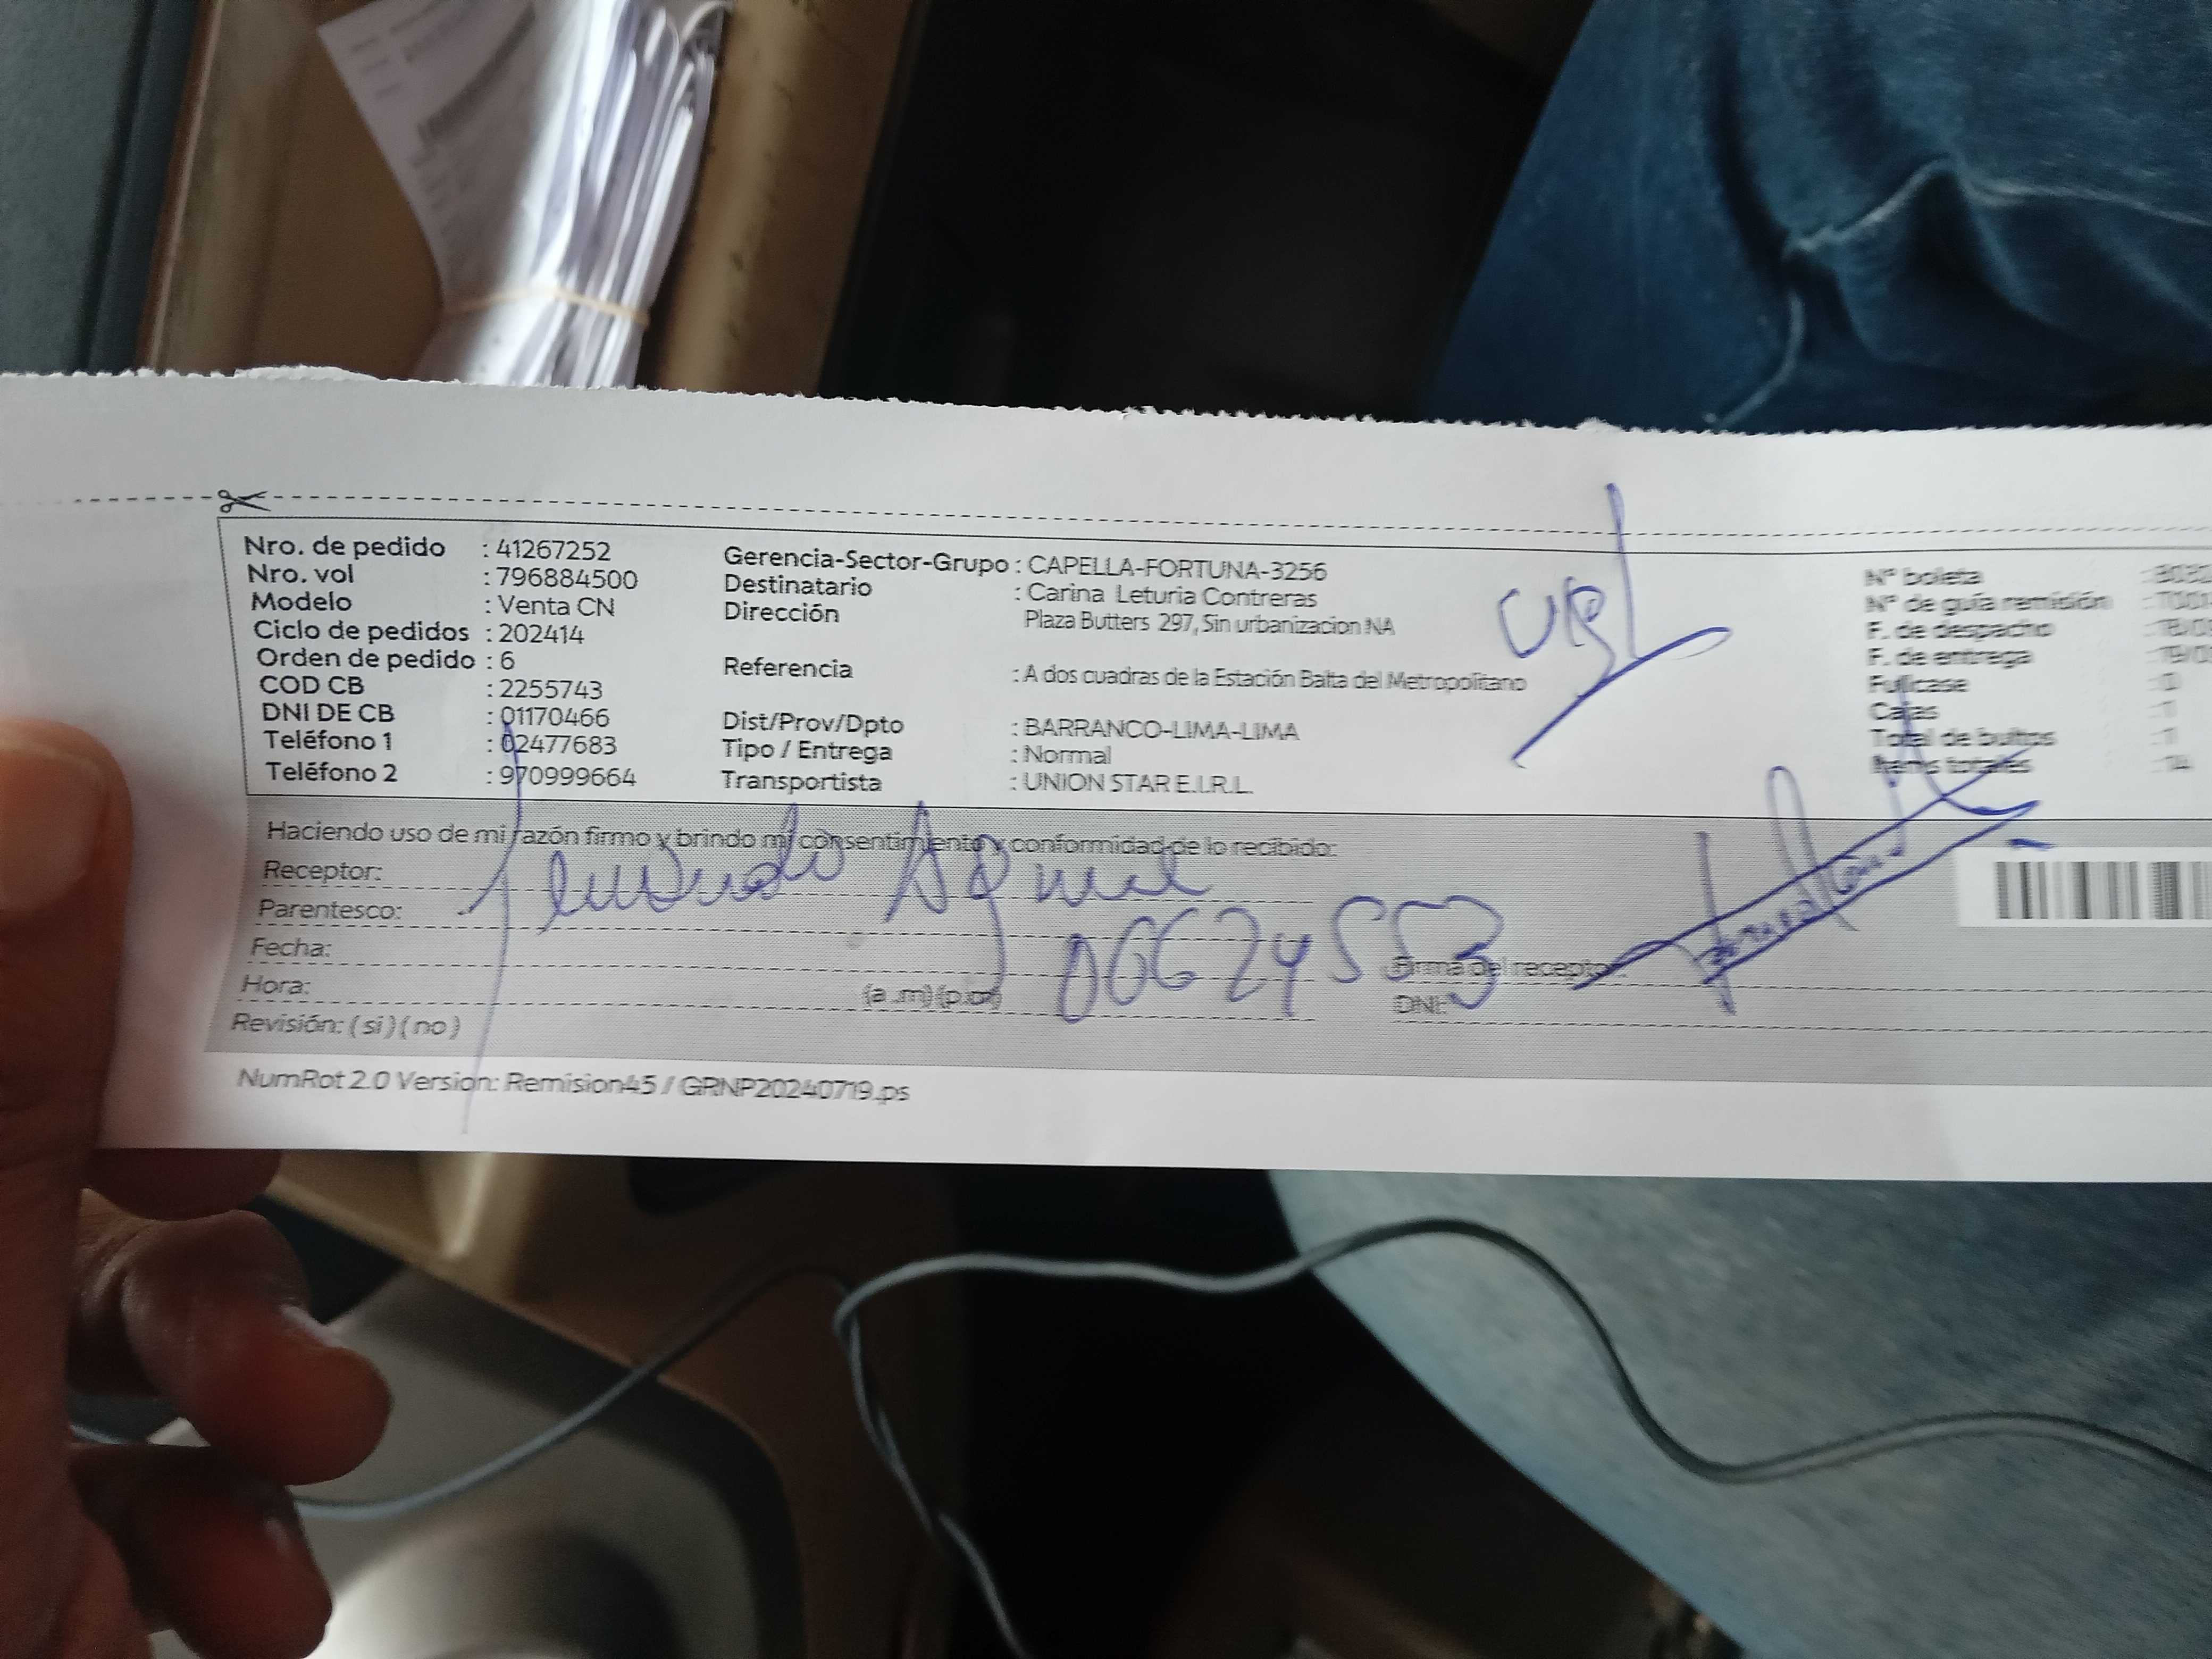 Nro. de pedido : 41267252
Nro. vol : 796884500
Modelo : Venta CN
Ciclo de pedidos : 202414
Orden de pedido : 6
COD CB : 2255743
DNI DE CB : 01170466
Teléfono 1 : 02477683
Teléfono 2 : 970999664
Gerencia-Sector-Grupo : CAPELLA-FORTUNA-3256
Destinatario : Carina Leturia Contreras
Dirección Plaza Butters 297, Sin urbanizacion NA
Referencia : A dos cuadras de la Estación Balta del Metropolitano
Dist/Prov/Dpto : BARRANCO-LIMA-LIMA
Tipo / Entrega : Normal
Transportista : UNION STAR E.I.R.L.
N° boleta
N° de guía remisión
F. de despacho
F. de entrega
Fullcase
Cajas : 1
Total de bultos : 1
Items totales : 14
Haciendo uso de mi razón firmo y brindo mi consentimiento y conformidad de lo recibido:
Receptor:
Parentesco:
Fecha:
Hora: (a .m) (p.m)
Revisión: ( si ) ( no )
06624553
Firma del receptor
DNI:
NumRot 2.0 Version: Remision45 / GRNP20240719.ps